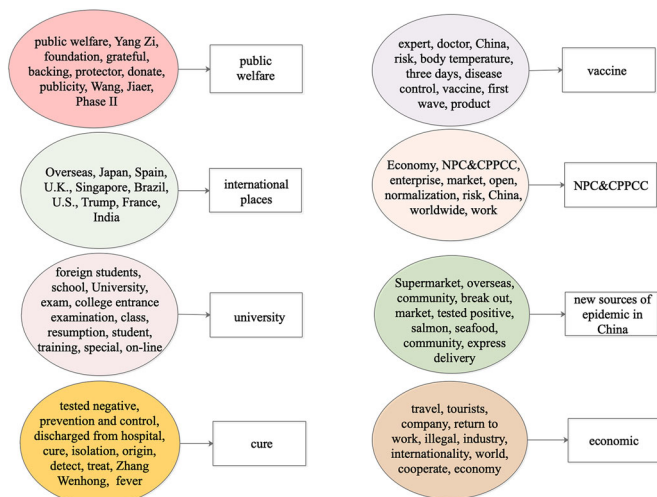 public welfare, Yang Zi,
foundation, grateful,
backing, protector, donate,
publicity, Wang, Jiaer,
Phase II
public
welfare
expert, doctor, China,
risk, body temperature,
three days, disease
control, vaccine, first
wave, product
vaccine
Overseas, Japan, Spain,
U.K., Singapore, Brazil,
U.S., Trump, France,
India
international
places
Economy, NPC&CPPCC,
enterprise, market, open,
normalization, risk, China,
worldwide, work
NPC&CPPCC
foreign students,
school, University,
exam, college entrance
examination, class,
resumption, student,
training, special, on-line
university
Supermarket, overseas,
community, break out,
market, tested positive,
salmon, seafood,
community, express
delivery
new sources of
epidemic in
China
tested negative,
prevention and control,
discharged from hospital,
cure, isolation, origin,
detect, treat, Zhang
Wenhong, fever
cure
travel, tourists,
company, return to
work, illegal, industry,
internationality, world,
cooperate, economy
economic